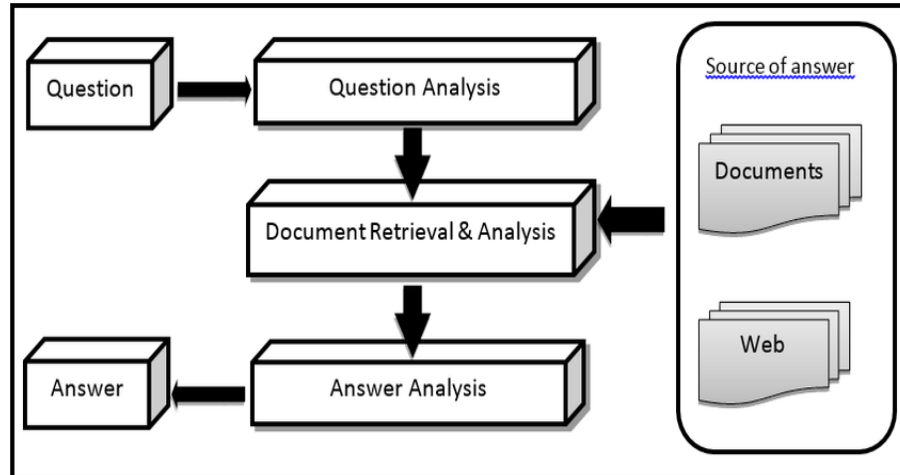 Question
Question Analysis
Source of answer
Documents
Document Retrieval & Analysis
Web
Answer
Answer Analysis